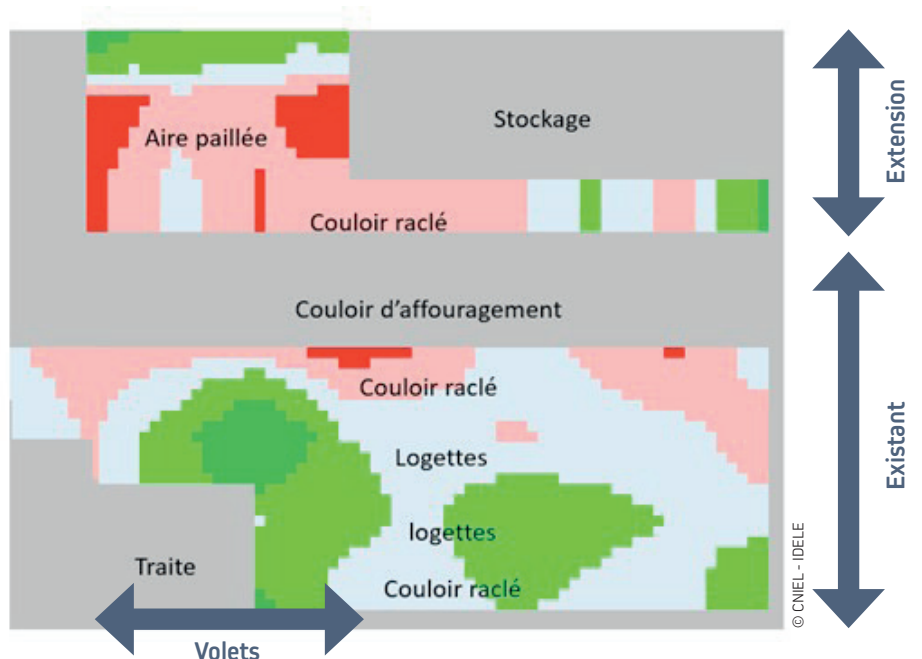 Stockage
Aire paillée
Couloir raclé
Extension
Couloir d'affouragement
Couloir raclé
Logettes
logettes
Couloir raclé
Traite
Existant
Volets
© CNIEL - IDELE